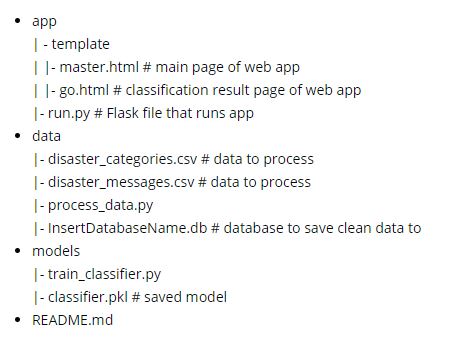 • app
| - template
| |- master.html # main page of web app
| |- go.html # classification result page of web app
|- run.py # Flask file that runs app
• data
|- disaster_categories.csv # data to process
|- disaster_messages.csv # data to process
|- process_data.py
|- InsertDatabaseName.db # database to save clean data to
• models
|- train_classifier.py
|- classifier.pkl # saved model
• README.md